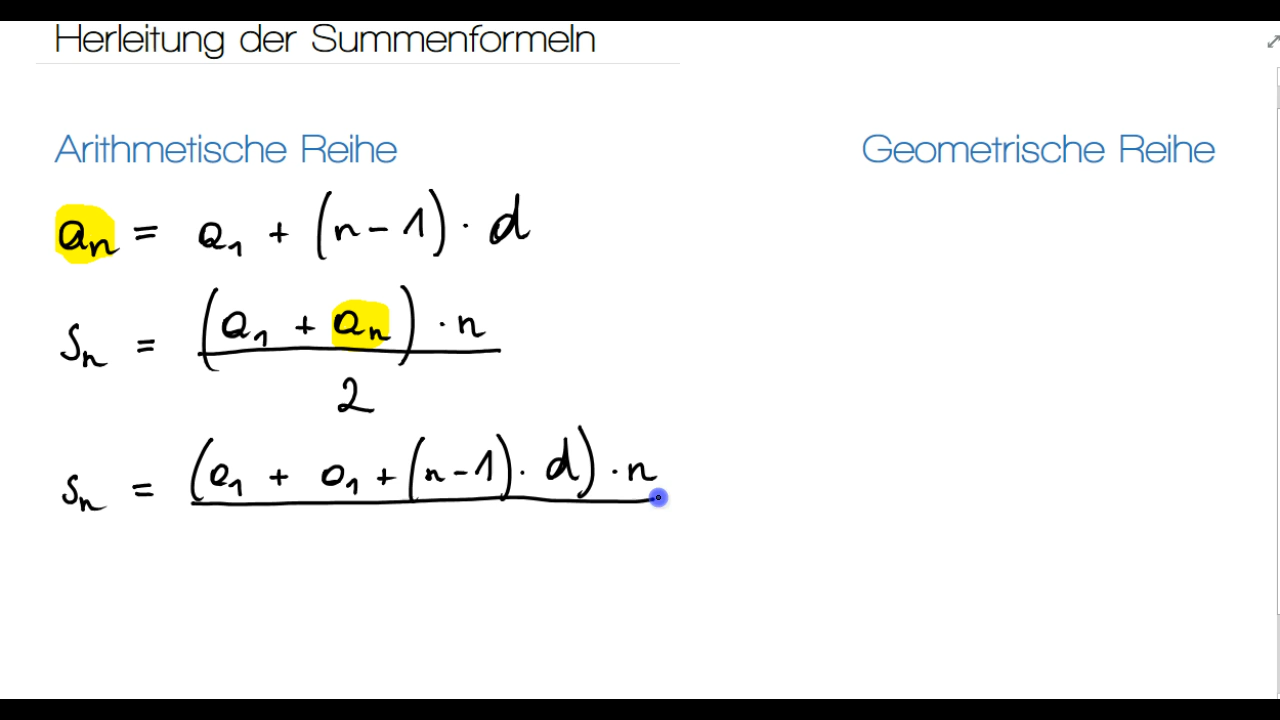 Herleitung der Summenformeln
Arithmetische Reihe
Geometrische Reihe
aₙ = a₁ + (n - 1) · d
sₙ = (a₁ + aₙ) · n
2
sₙ = (a₁ + a₁ + (n - 1) · d) · n